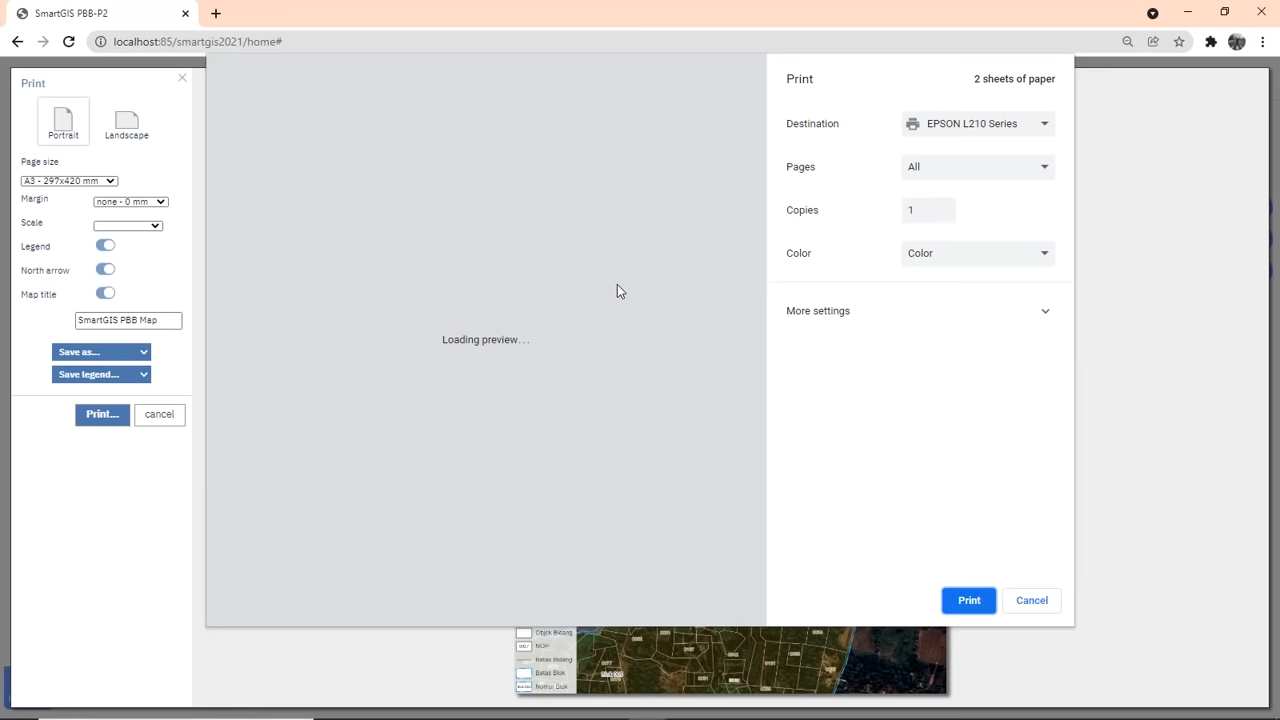 SmartGIS PBB-P2
localhost:85/smartgis2021/home#
Print
Portrait
Landscape
Page size
A3 - 297x420 mm
Margin
none - 0 mm
Scale
Legend
North arrow
Map title
SmartGIS PBB Map
Save as...
Save legend...
Print...
cancel
Loading preview...
Print
2 sheets of paper
Destination
EPSON L210 Series
Pages
All
Copies
1
Color
Color
More settings
Print
Cancel
Objek Bidang
NOP
Batas Bidang
Batas Blok
Nomor Blok